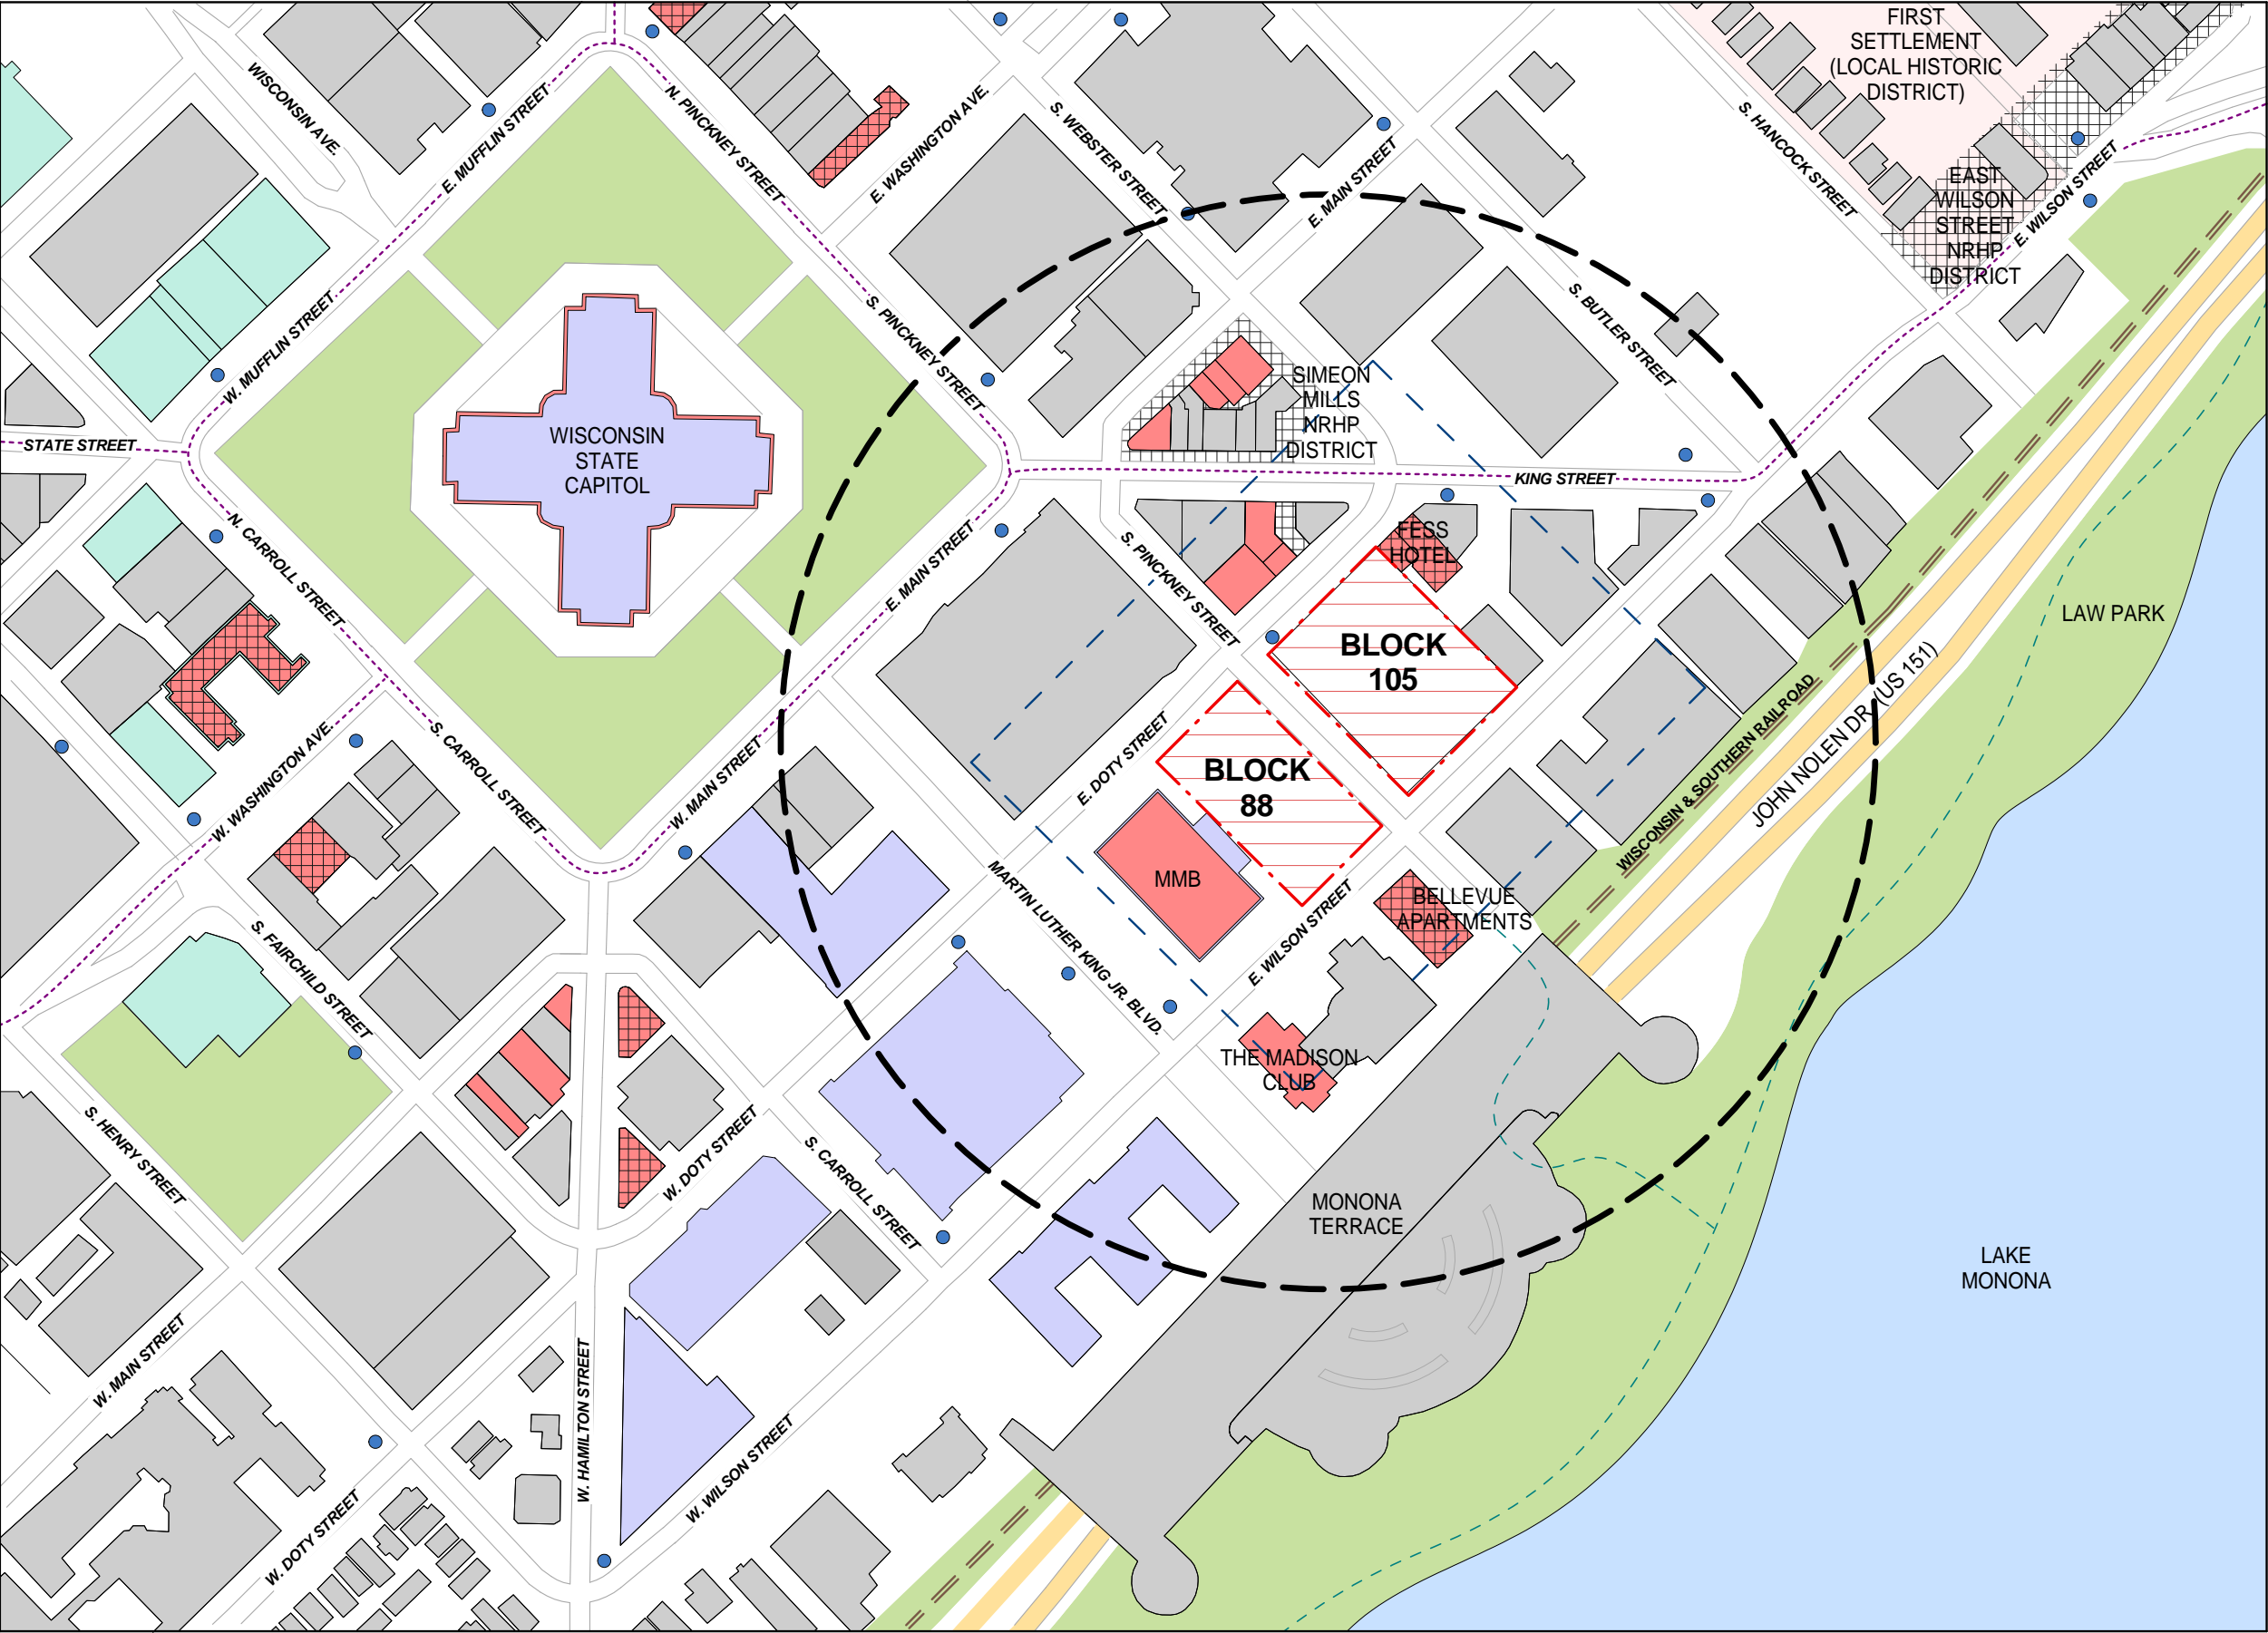 FIRST
SETTLEMENT
(LOCAL HISTORIC
DISTRICT)
WISCONSIN AVE.
E. MUFFLIN STREET
N. PINCKNEY STREET
E. WASHINGTON AVE.
S. WEBSTER STREET
E. MAIN STREET
S. HANCOCK STREET
EAST
WILSON
STREET
NRHP
DISTRICT
E. WILSON STREET
W. MUFFLIN STREET
S. PINCKNEY STREET
S. BUTLER STREET
SIMEON
MILLS
NRHP
DISTRICT
STATE STREET
WISCONSIN
STATE
CAPITOL
KING STREET
N. CARROLL STREET
E. MAIN STREET
S. PINCKNEY STREET
FESS
HOTEL
LAW PARK
BLOCK
105
JOHN NOLEN DR. (US 151)
WISCONSIN & SOUTHERN RAILROAD
W. WASHINGTON AVE.
S. CARROLL STREET
W. MAIN STREET
E. DOTY STREET
BLOCK
88
MMB
BELLEVUE
APARTMENTS
MARTIN LUTHER KING JR. BLVD.
E. WILSON STREET
S. FAIRCHILD STREET
THE MADISON
CLUB
S. HENRY STREET
W. DOTY STREET
S. CARROLL STREET
MONONA
TERRACE
LAKE
MONONA
W. MAIN STREET
W. HAMILTON STREET
W. WILSON STREET
W. DOTY STREET